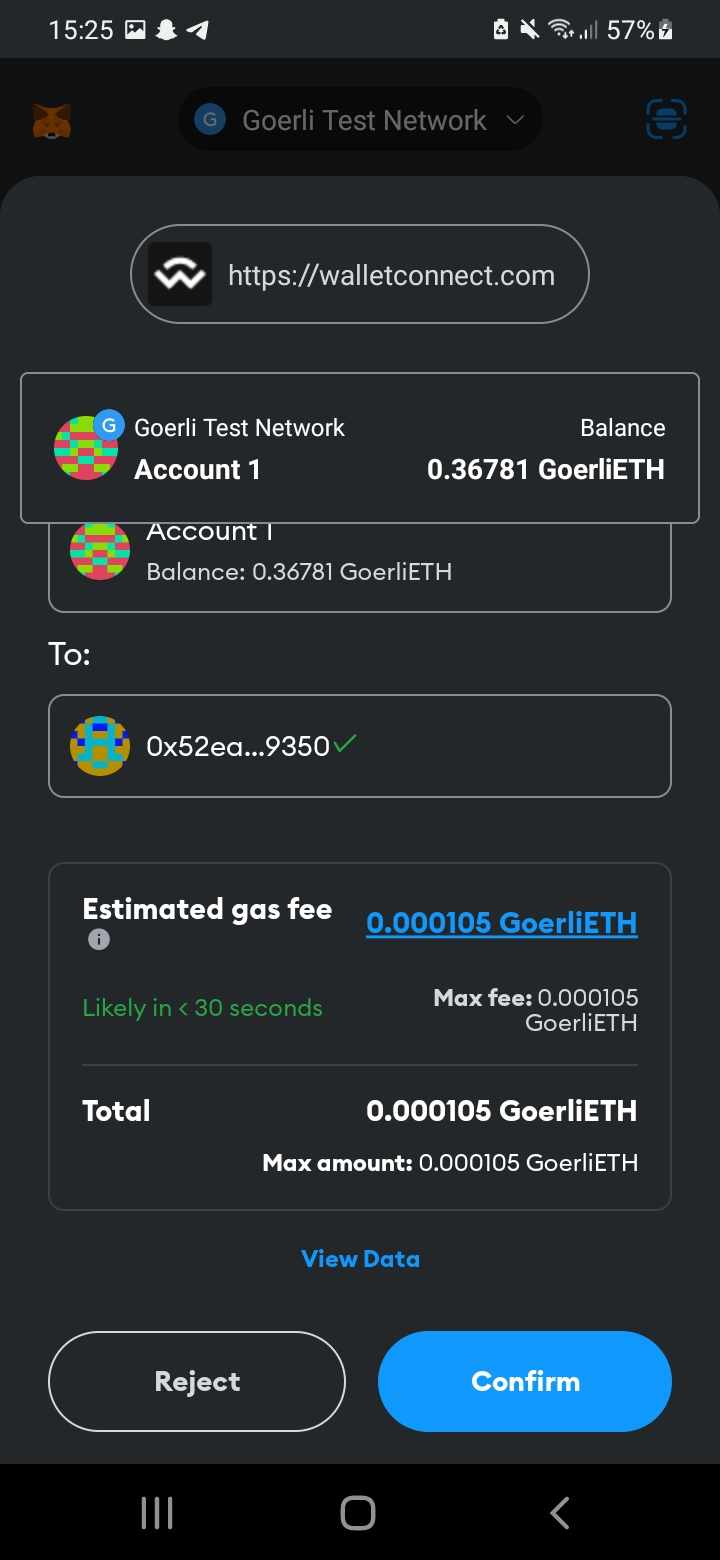 15:25
57%
G Goerli Test Network
https://walletconnect.com
G Goerli Test Network Balance
Account 1 0.36781 GoerliETH
Account 1
Balance: 0.36781 GoerliETH
To:
0x52ea...9350
Estimated gas fee 0.000105 GoerliETH
Likely in < 30 seconds
Max fee: 0.000105
GoerliETH
Total 0.000105 GoerliETH
Max amount: 0.000105 GoerliETH
View Data
Reject Confirm